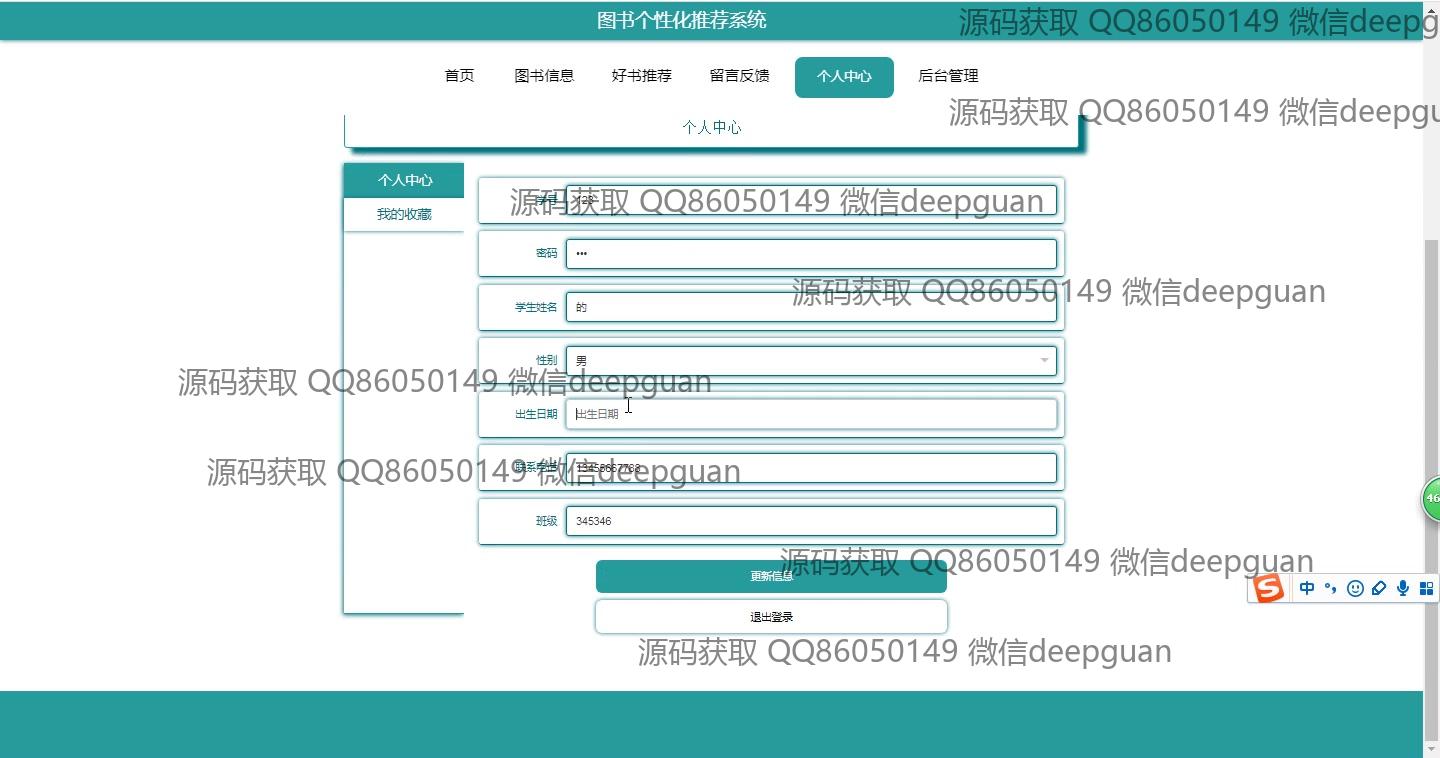 图书个性化推荐系统
源码获取 QQ86050149 微信deepg
首页 图书信息 好书推荐 留言反馈 个人中心 后台管理
源码获取 QQ86050149 微信deepgu
个人中心
个人中心
我的收藏
学号 123
源码获取 QQ86050149 微信deepguan
密码 •••
源码获取 QQ86050149 微信deepguan
学生姓名 的
性别 男
源码获取 QQ86050149 微信deepguan
出生日期 出生日期
联系电话
源码获取 QQ86050149 微信deepguan
班级 345346
46
源码获取 QQ86050149 微信deepguan
更新信息
S 中
退出登录
源码获取 QQ86050149 微信deepguan